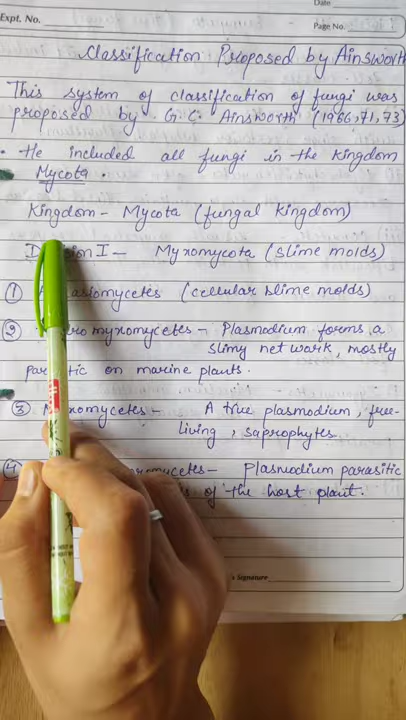 Date
Expt. No.
Page No.
Classification Proposed by Ainsworth
This system of classification of fungi was
proposed by G.C. Ainsworth (1966,71,73)
• He included all fungi in the Kingdom
Mycota.
Kingdom - Mycota (fungal Kingdom)
I - Myxomycota (slime molds)
① (cellular slime molds)
② - Plasmodium forms a
slimy net work, mostly
on marine plants.
③ - A true plasmodium, free-
living, saprophytes.
④ - Plasmodium parasitic
of the host plant.
's Signature